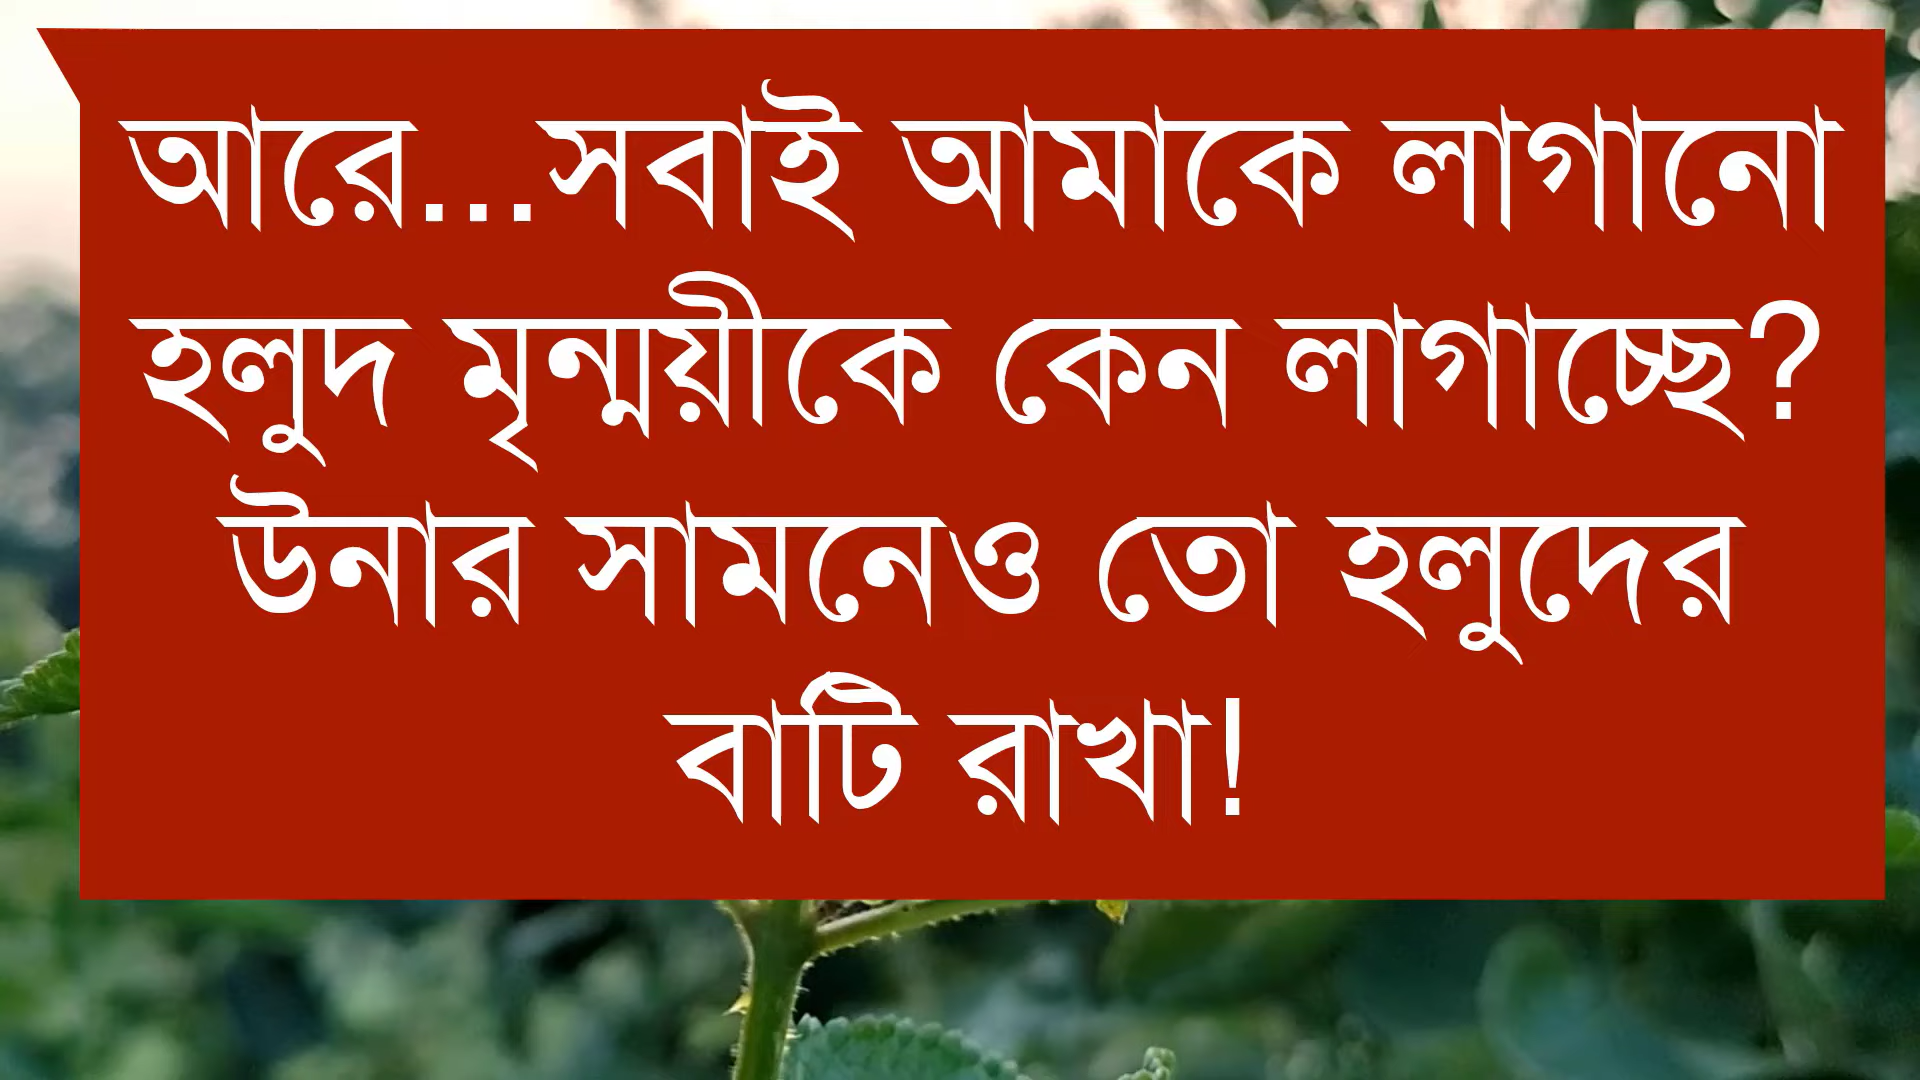 আরে...সবাই আমাকে লাগানো
হলুদ মৃন্ময়ীকে কেন লাগাচ্ছে?
উনার সামনেও তো হলুদের
বাটি রাখা!